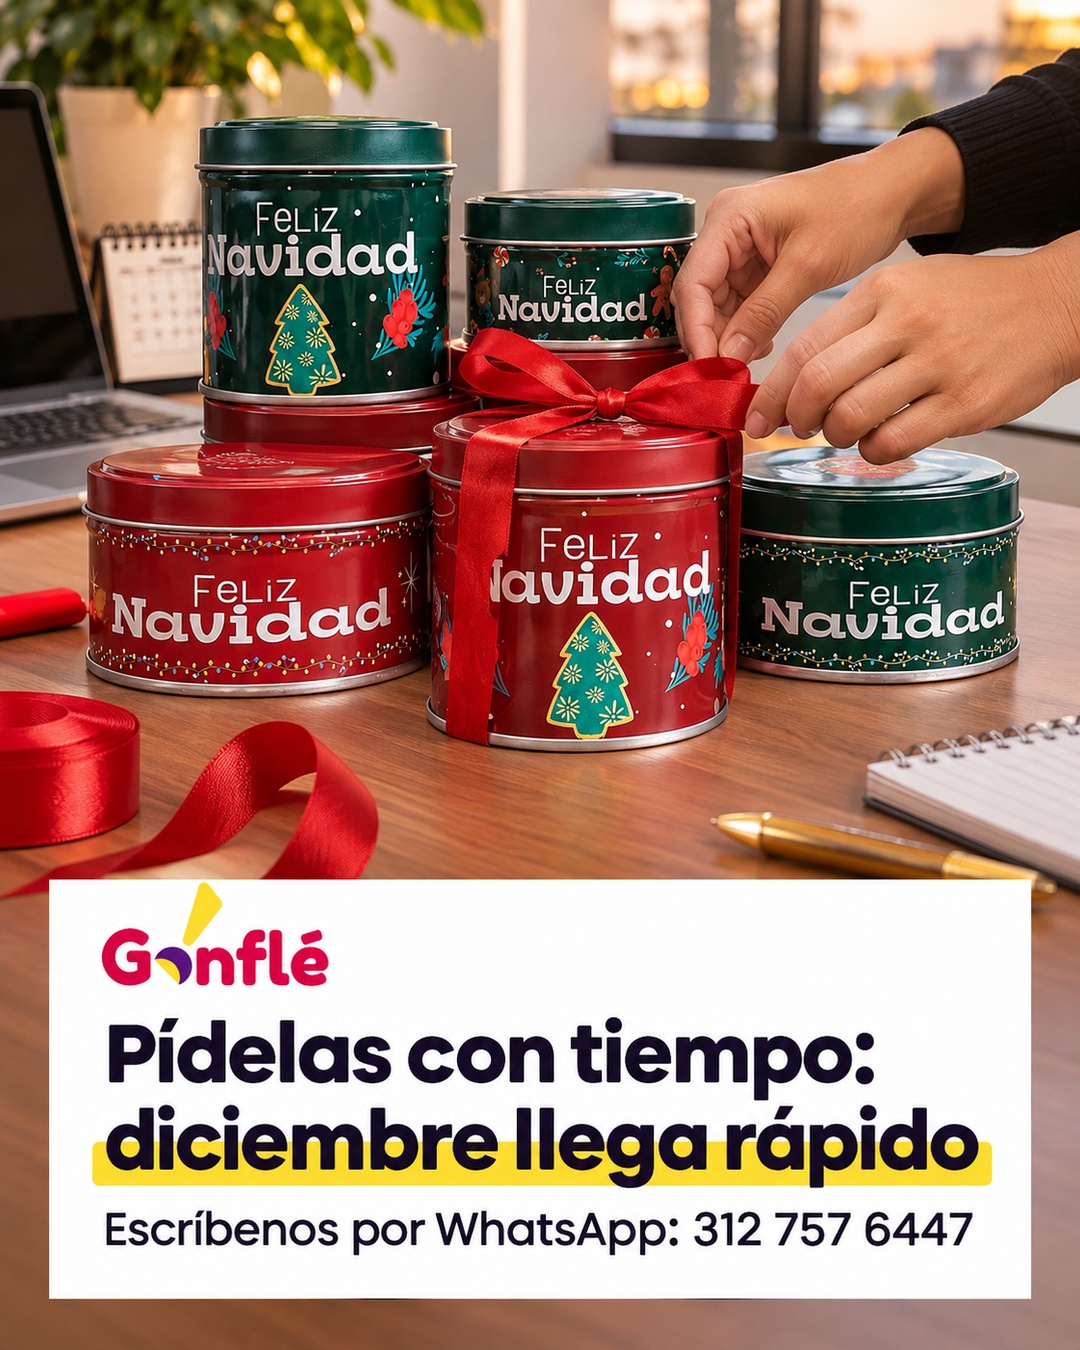 FeLiZ
Navidad
FeLiZ
Navidad
FeLiZ
Navidad
FeLiZ
Navidad
FeLiZ
Navidad
Gonflé
Pídelas con tiempo:
diciembre llega rápido
Escríbenos por WhatsApp: 312 757 6447